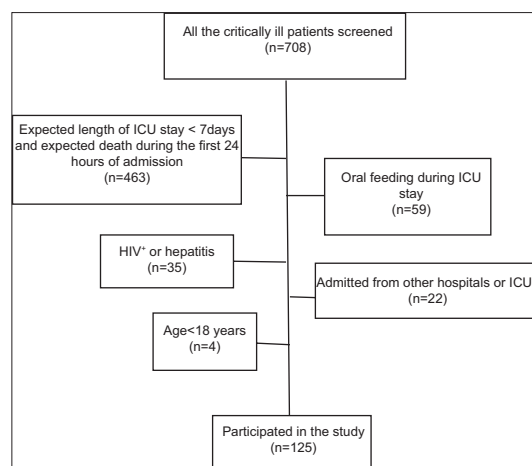 All the critically ill patients screened
(n=708)
Expected length of ICU stay < 7days
and expected death during the first 24
hours of admission
(n=463)
Oral feeding during ICU
stay
(n=59)
HIV⁺ or hepatitis
(n=35)
Admitted from other hospitals or ICU
(n=22)
Age<18 years
(n=4)
Participated in the study
(n=125)